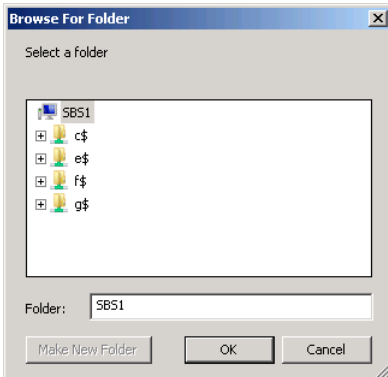 Browse For Folder
Select a folder
SBS1
c$
e$
f$
g$
Folder: SBS1
Make New Folder OK Cancel